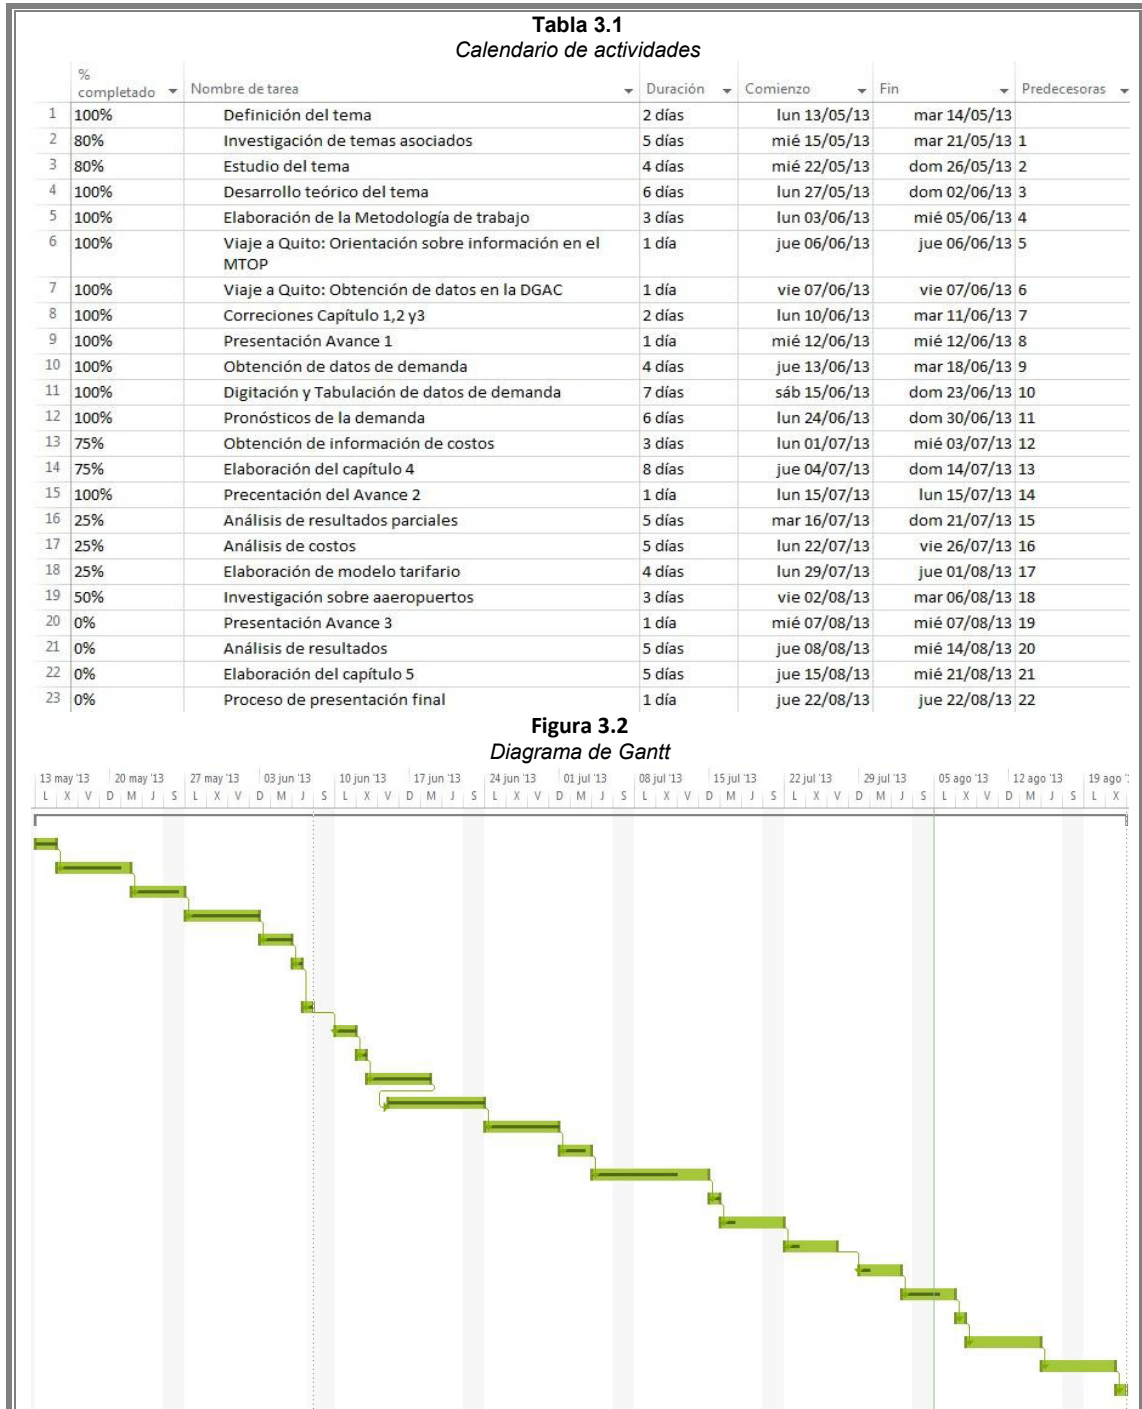 Tabla 3.1
Calendario de actividades
% completado Nombre de tarea Duración Comienzo Fin Predecesoras
1 100% Definición del tema 2 días lun 13/05/13 mar 14/05/13
2 80% Investigación de temas asociados 5 días mié 15/05/13 mar 21/05/13 1
3 80% Estudio del tema 4 días mié 22/05/13 dom 26/05/13 2
4 100% Desarrollo teórico del tema 6 días lun 27/05/13 dom 02/06/13 3
5 100% Elaboración de la Metodología de trabajo 3 días lun 03/06/13 mié 05/06/13 4
6 100% Viaje a Quito: Orientación sobre información en el MTOP 1 día jue 06/06/13 jue 06/06/13 5
7 100% Viaje a Quito: Obtención de datos en la DGAC 1 día vie 07/06/13 vie 07/06/13 6
8 100% Correciones Capítulo 1,2 y3 2 días lun 10/06/13 mar 11/06/13 7
9 100% Presentación Avance 1 1 día mié 12/06/13 mié 12/06/13 8
10 100% Obtención de datos de demanda 4 días jue 13/06/13 mar 18/06/13 9
11 100% Digitación y Tabulación de datos de demanda 7 días sáb 15/06/13 dom 23/06/13 10
12 100% Pronósticos de la demanda 6 días lun 24/06/13 dom 30/06/13 11
13 75% Obtención de información de costos 3 días lun 01/07/13 mié 03/07/13 12
14 75% Elaboración del capítulo 4 8 días jue 04/07/13 dom 14/07/13 13
15 100% Precentación del Avance 2 1 día lun 15/07/13 lun 15/07/13 14
16 25% Análisis de resultados parciales 5 días mar 16/07/13 dom 21/07/13 15
17 25% Análisis de costos 5 días lun 22/07/13 vie 26/07/13 16
18 25% Elaboración de modelo tarifario 4 días lun 29/07/13 jue 01/08/13 17
19 50% Investigación sobre aaeropuertos 3 días vie 02/08/13 mar 06/08/13 18
20 0% Presentación Avance 3 1 día mié 07/08/13 mié 07/08/13 19
21 0% Análisis de resultados 5 días jue 08/08/13 mié 14/08/13 20
22 0% Elaboración del capítulo 5 5 días jue 15/08/13 mié 21/08/13 21
23 0% Proceso de presentación final 1 día jue 22/08/13 jue 22/08/13 22
Figura 3.2
Diagrama de Gantt
13 may '13 20 may '13 27 may '13 03 jun '13 10 jun '13 17 jun '13 24 jun '13 01 jul '13 08 jul '13 15 jul '13 22 jul '13 29 jul '13 05 ago '13 12 ago '13 19 ago '1
L X V D M J S L X V D M J S L X V D M J S L X V D M J S L X V D M J S L X V D M J S L X V D M J S L X